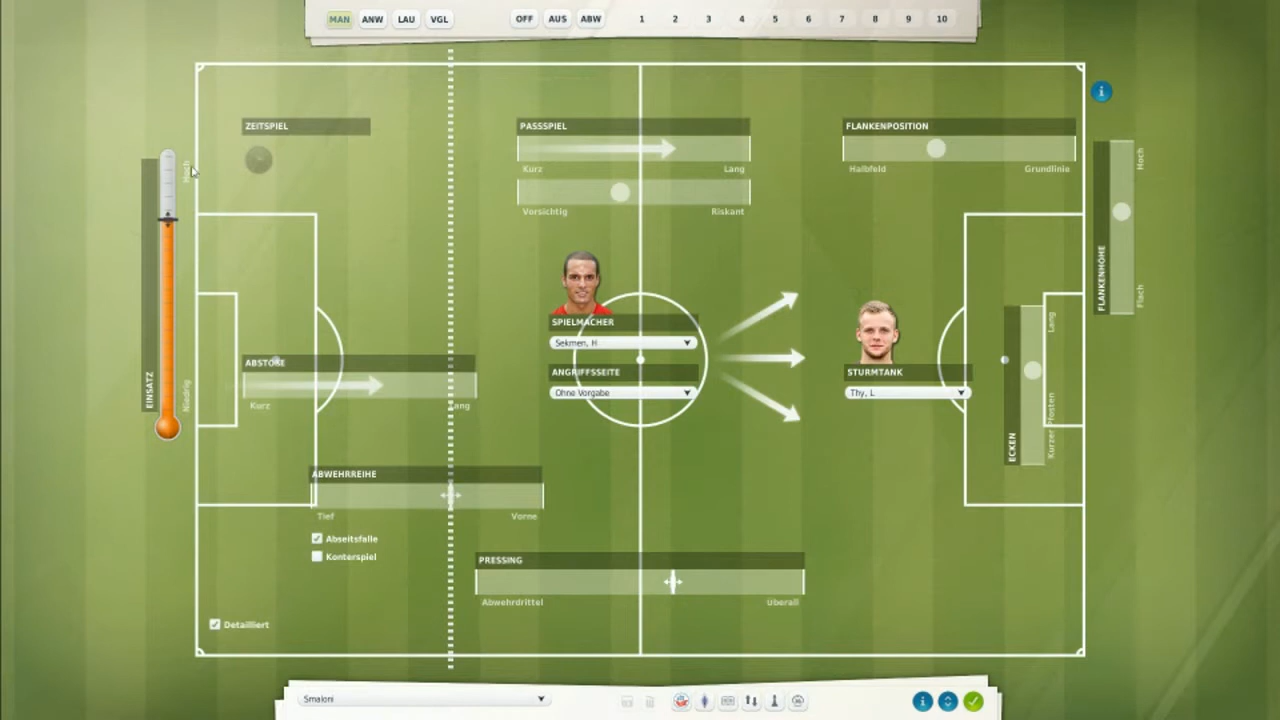 MAN ANW LAU VGL OFF AUS ABW 1 2 3 4 5 6 7 8 9 10
ZEITSPIEL
PASSSPIEL
Kurz Lang
Vorsichtig Riskant
FLANKENPOSITION
Halbfeld Grundlinie
EINSATZ
Hoch
Niedrig
FLANKENHÖHE
Hoch
Flach
SPIELMACHER
Sekmen, H
ANGRIFFSSEITE
Ohne Vorgabe
STURMTANK
Thy, L
ABSTÖßE
Kurz Lang
ECKEN
Lang
Kurzer Pfosten
ABWEHRREIHE
Tief Vorne
Abseitsfalle
Konterspiel
PRESSING
Abwehrdrittel Überall
Detailliert
Smaloni